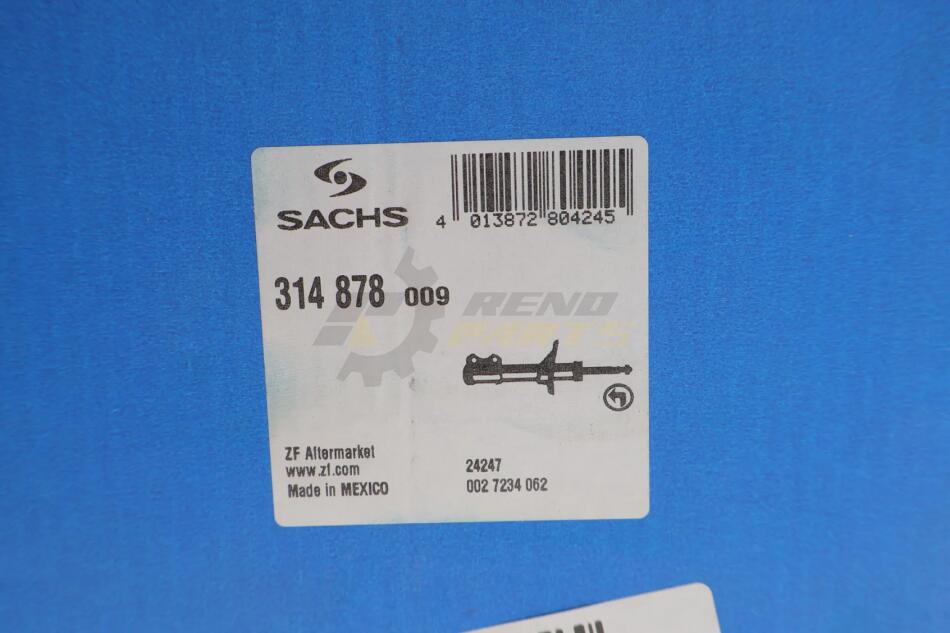 SACHS
4 013872 804245
314 878 009
RENO
PARTS
ZF Aftermarket
www.zf.com
Made in MEXICO
24247
002 7234 062